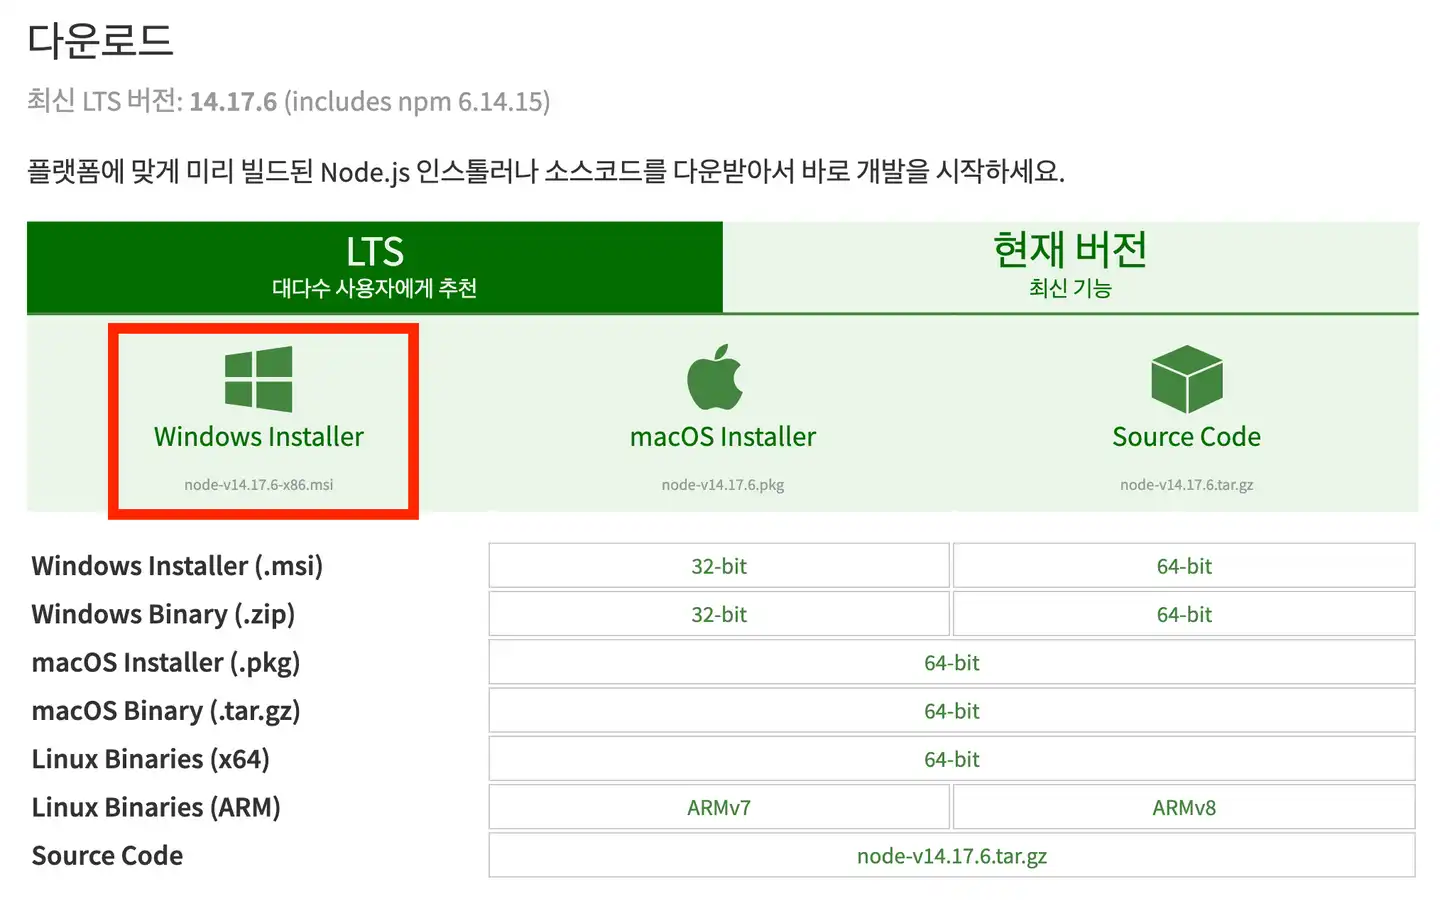 다운로드
최신 LTS 버전: 14.17.6 (includes npm 6.14.15)
플랫폼에 맞게 미리 빌드된 Node.js 인스톨러나 소스코드를 다운받아서 바로 개발을 시작하세요.
LTS
대다수 사용자에게 추천
현재 버전
최신 기능
Windows Installer
node-v14.17.6-x86.msi
macOS Installer
node-v14.17.6.pkg
Source Code
node-v14.17.6.tar.gz
Windows Installer (.msi) 32-bit 64-bit
Windows Binary (.zip) 32-bit 64-bit
macOS Installer (.pkg) 64-bit
macOS Binary (.tar.gz) 64-bit
Linux Binaries (x64) 64-bit
Linux Binaries (ARM) ARMv7 ARMv8
Source Code node-v14.17.6.tar.gz